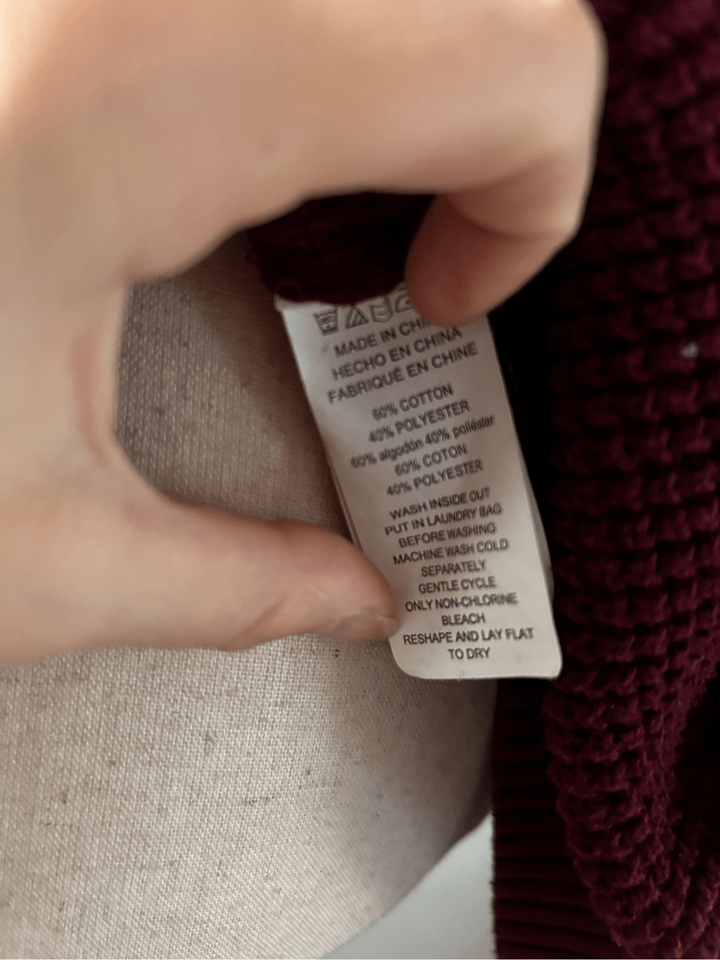 MADE IN CHINA
HECHO EN CHINA
FABRIQUÉ EN CHINE
60% COTTON
40% POLYESTER
60% algodón 40% poliéster
60% COTON
40% POLYESTER
WASH INSIDE OUT
PUT IN LAUNDRY BAG
BEFORE WASHING
MACHINE WASH COLD
SEPARATELY
GENTLE CYCLE
ONLY NON-CHLORINE
BLEACH
RESHAPE AND LAY FLAT
TO DRY